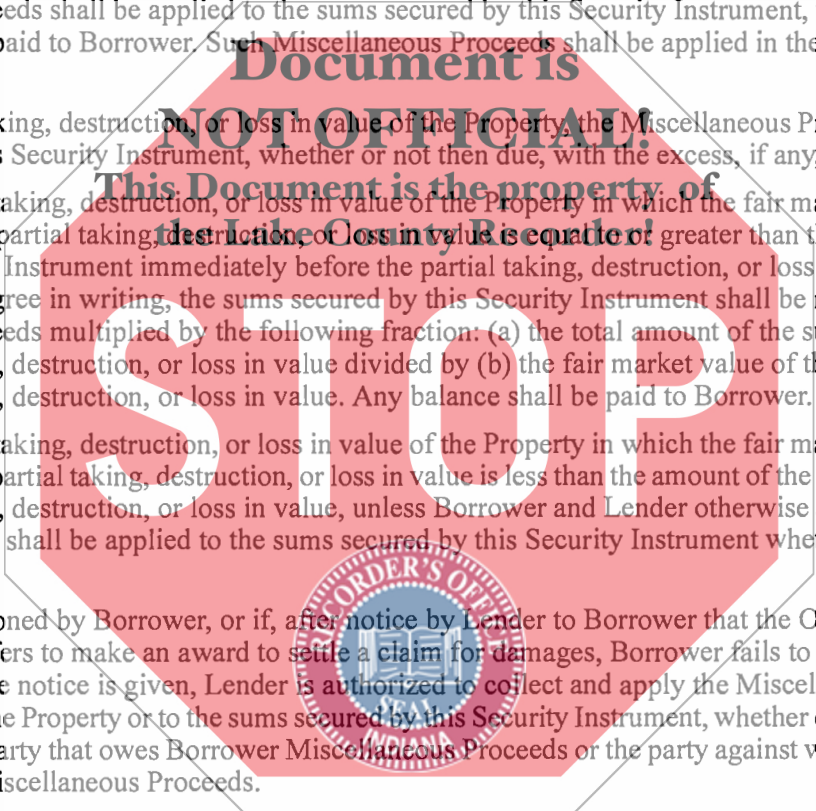 eds shall be applied to the sums secured by this Security Instrument,
paid to Borrower. Such Miscellaneous Proceeds shall be applied in the
Document is
NOT OFFICIAL!
king, destruction, or loss in value of the Property, the Miscellaneous P
s Security Instrument, whether or not then due, with the excess, if any,
This Document is the property of
the Lake County Recorder!
aking, destruction, or loss in value of the Property in which the fair ma
partial taking, destruction, or loss in value is equal to or greater than t
Instrument immediately before the partial taking, destruction, or loss
gree in writing, the sums secured by this Security Instrument shall be
eds multiplied by the following fraction: (a) the total amount of the s
, destruction, or loss in value divided by (b) the fair market value of th
, destruction, or loss in value. Any balance shall be paid to Borrower.
STOP
aking, destruction, or loss in value of the Property in which the fair ma
partial taking, destruction, or loss in value is less than the amount of the
, destruction, or loss in value, unless Borrower and Lender otherwise
shall be applied to the sums secured by this Security Instrument whe
oned by Borrower, or if, after notice by Lender to Borrower that the O
ers to make an award to settle a claim for damages, Borrower fails to
e notice is given, Lender is authorized to collect and apply the Miscel
e Property or to the sums secured by this Security Instrument, whether
arty that owes Borrower Miscellaneous Proceeds or the party against w
iscellaneous Proceeds.
RECORDER'S OFFICE
SEAL
INDIANA